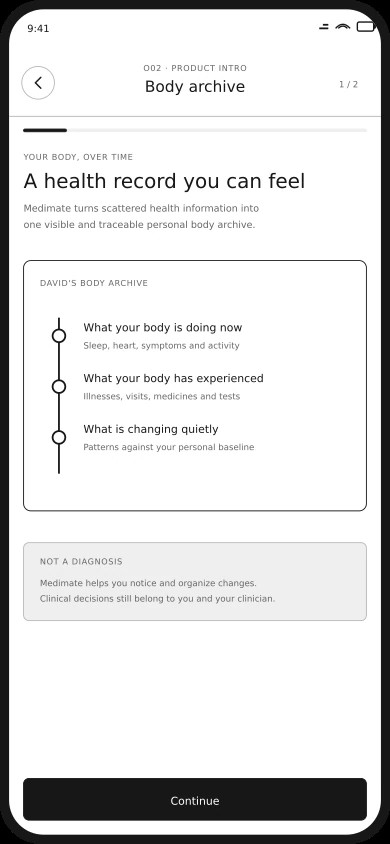 9:41
O02 · PRODUCT INTRO
Body archive
1 / 2
YOUR BODY, OVER TIME
A health record you can feel
Medimate turns scattered health information into
one visible and traceable personal body archive.
DAVID'S BODY ARCHIVE
What your body is doing now
Sleep, heart, symptoms and activity
What your body has experienced
Illnesses, visits, medicines and tests
What is changing quietly
Patterns against your personal baseline
NOT A DIAGNOSIS
Medimate helps you notice and organize changes.
Clinical decisions still belong to you and your clinician.
Continue